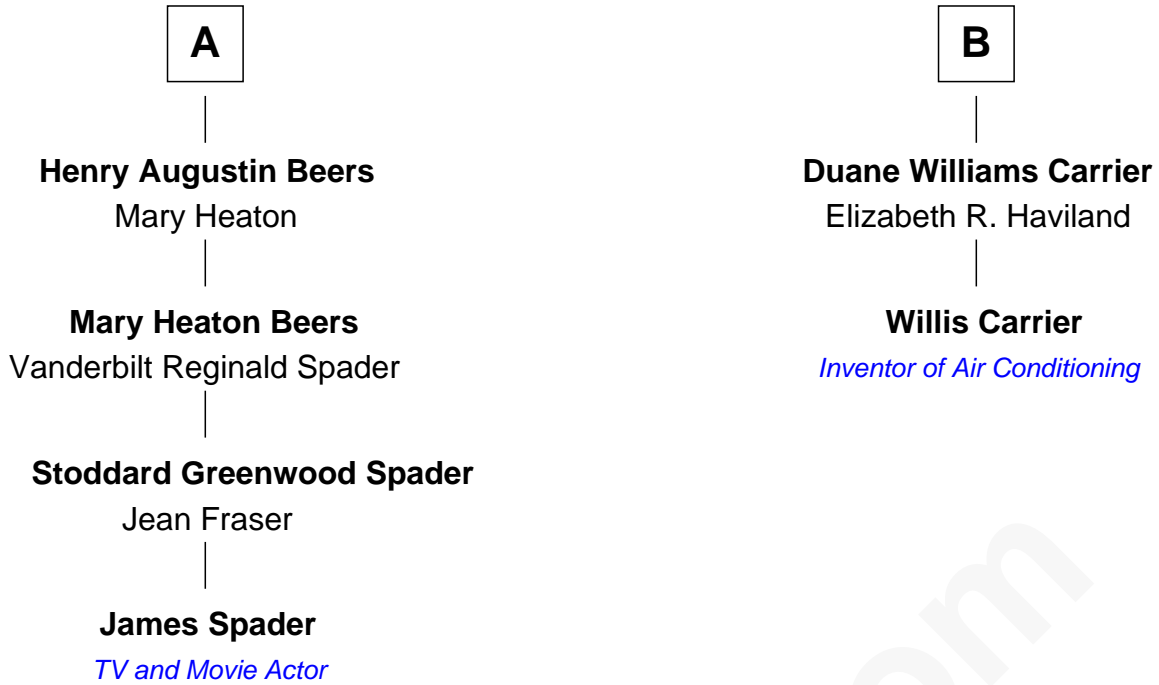 A
Henry Augustin Beers
Mary Heaton
Mary Heaton Beers
Vanderbilt Reginald Spader
Stoddard Greenwood Spader
Jean Fraser
James Spader
TV and Movie Actor
B
Duane Williams Carrier
Elizabeth R. Haviland
Willis Carrier
Inventor of Air Conditioning
om